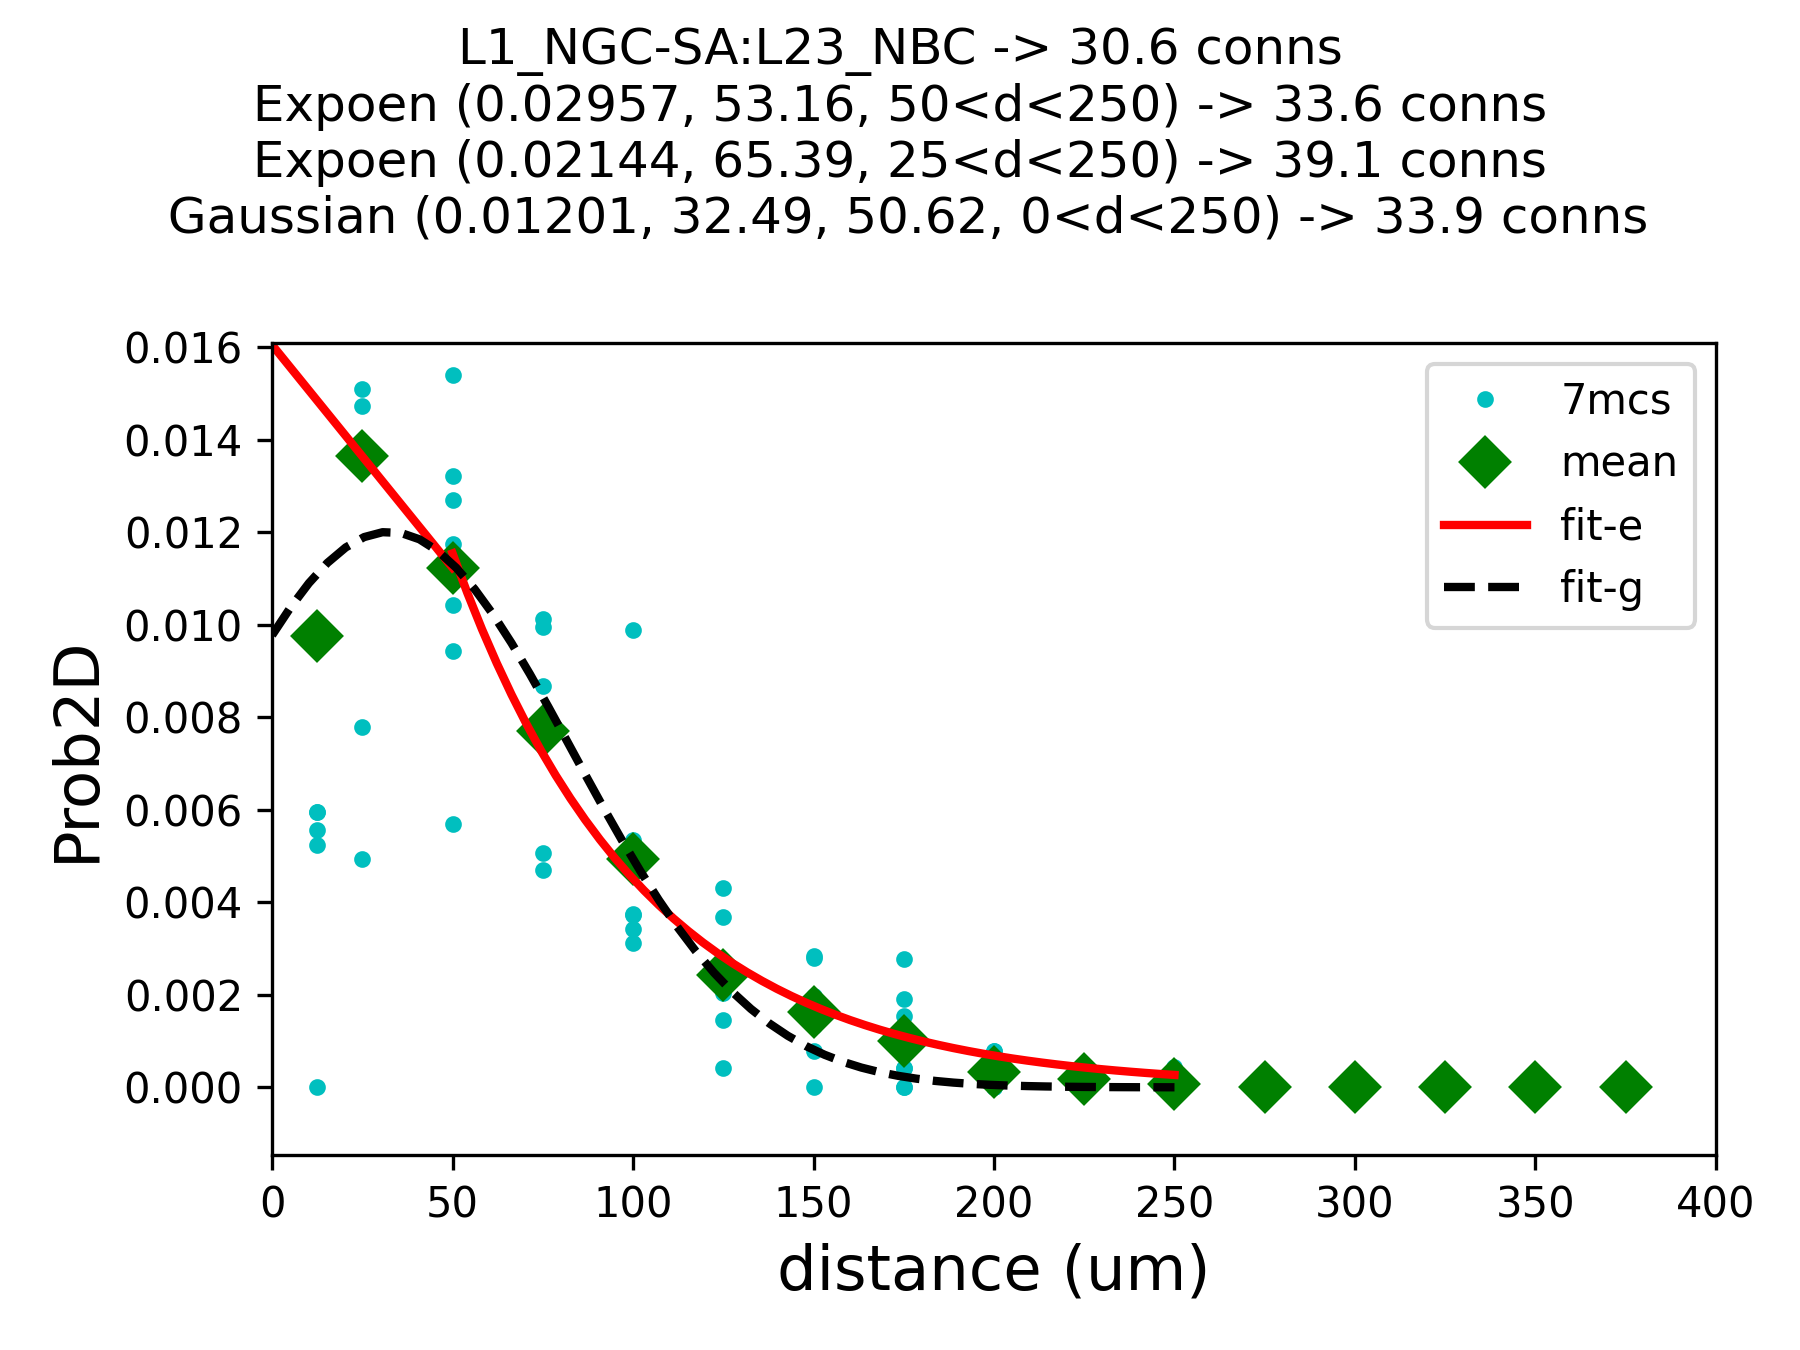 L1_NGC-SA:L23_NBC -> 30.6 conns
Expoen (0.02957, 53.16, 50<d<250) -> 33.6 conns
Expoen (0.02144, 65.39, 25<d<250) -> 39.1 conns
Gaussian (0.01201, 32.49, 50.62, 0<d<250) -> 33.9 conns
0.016
0.014
0.012
0.010
0.008
0.006
0.004
0.002
0.000
Prob2D
7mcs
mean
fit-e
fit-g
0 50 100 150 200 250 300 350 400
distance (um)